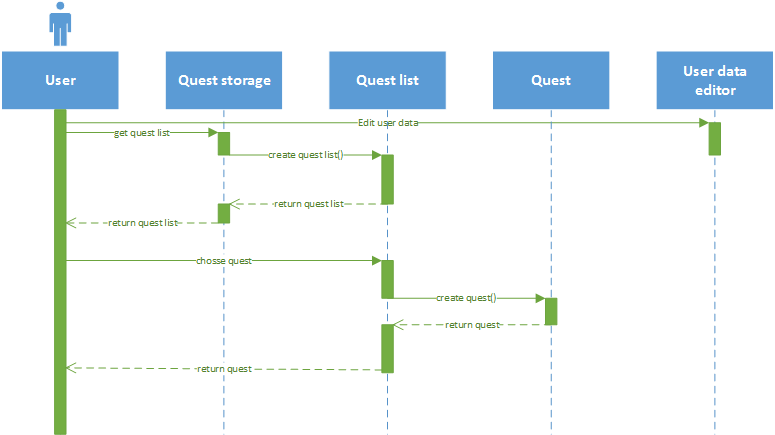 User
Quest storage
Quest list
Quest
User data
editor
Edit user data
get quest list
create quest list()
return quest list
return quest list
chosse quest
create quest()
return quest
return quest